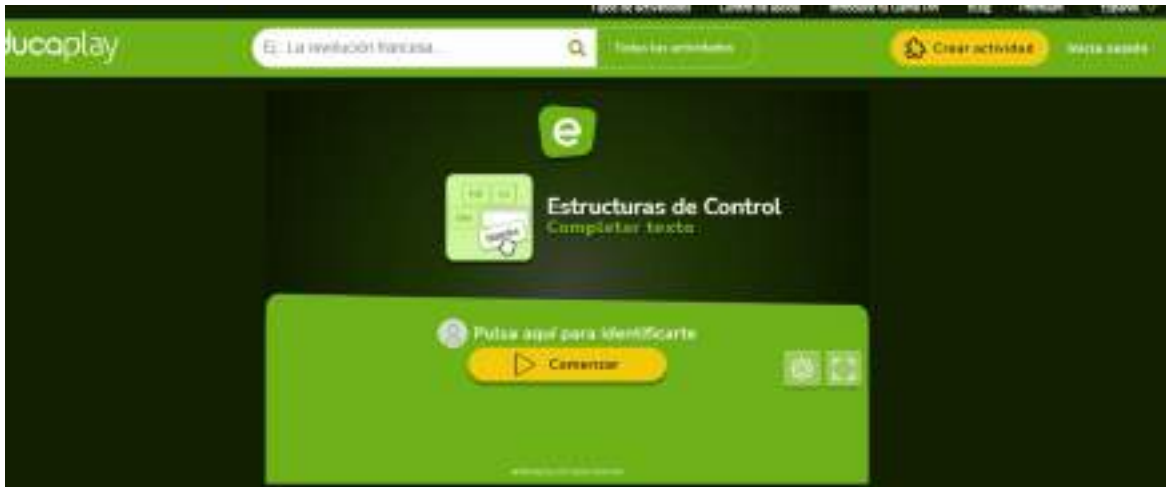 ducaplay
Ej. La revolución francesa...
Todas las actividades
Crear actividad
Inicia sesión
e
Estructuras de Control
Completar texto
Pulsa aquí para identificarte
Comenzar